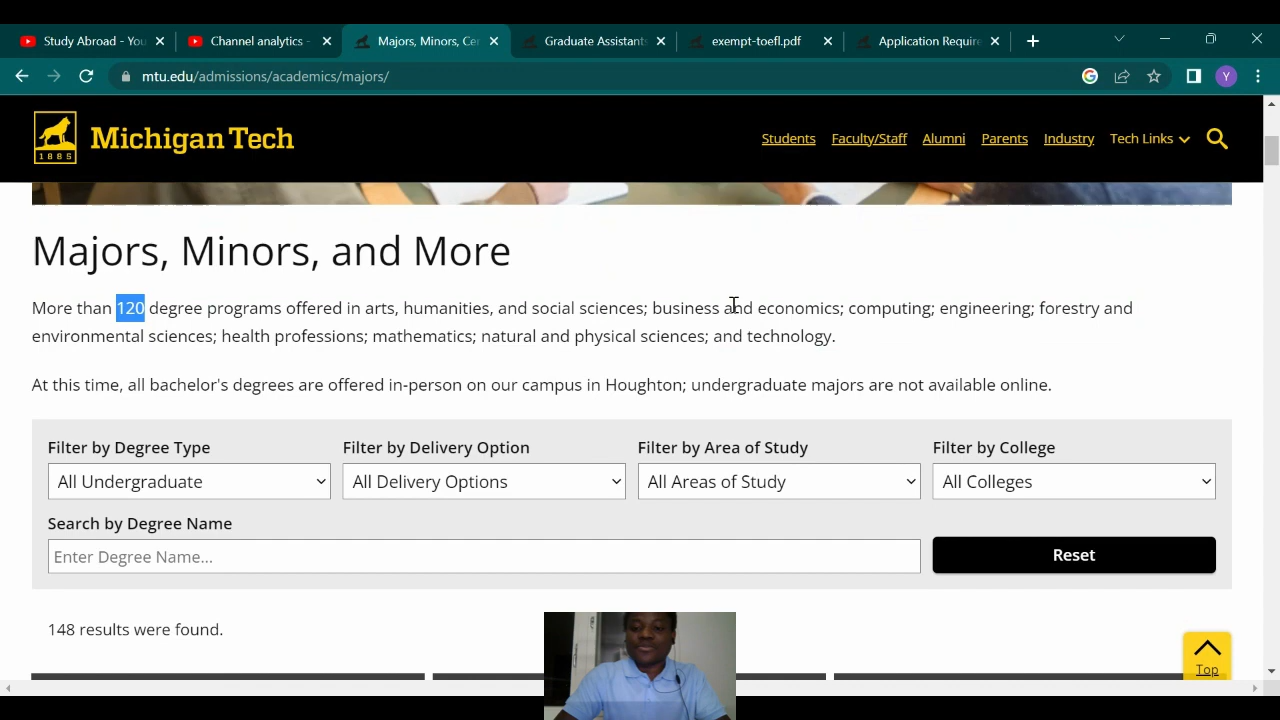 Study Abroad - You
Channel analytics -
Majors, Minors, Cer
Graduate Assistants
exempt-toefl.pdf
Application Require
mtu.edu/admissions/academics/majors/
Y
1885
Michigan Tech
Students
Faculty/Staff
Alumni
Parents
Industry
Tech Links
Majors, Minors, and More
More than 120 degree programs offered in arts, humanities, and social sciences; business and economics; computing; engineering; forestry and
environmental sciences; health professions; mathematics; natural and physical sciences; and technology.
At this time, all bachelor's degrees are offered in-person on our campus in Houghton; undergraduate majors are not available online.
Filter by Degree Type
Filter by Delivery Option
Filter by Area of Study
Filter by College
All Undergraduate
All Delivery Options
All Areas of Study
All Colleges
Search by Degree Name
Enter Degree Name...
Reset
148 results were found.
Top